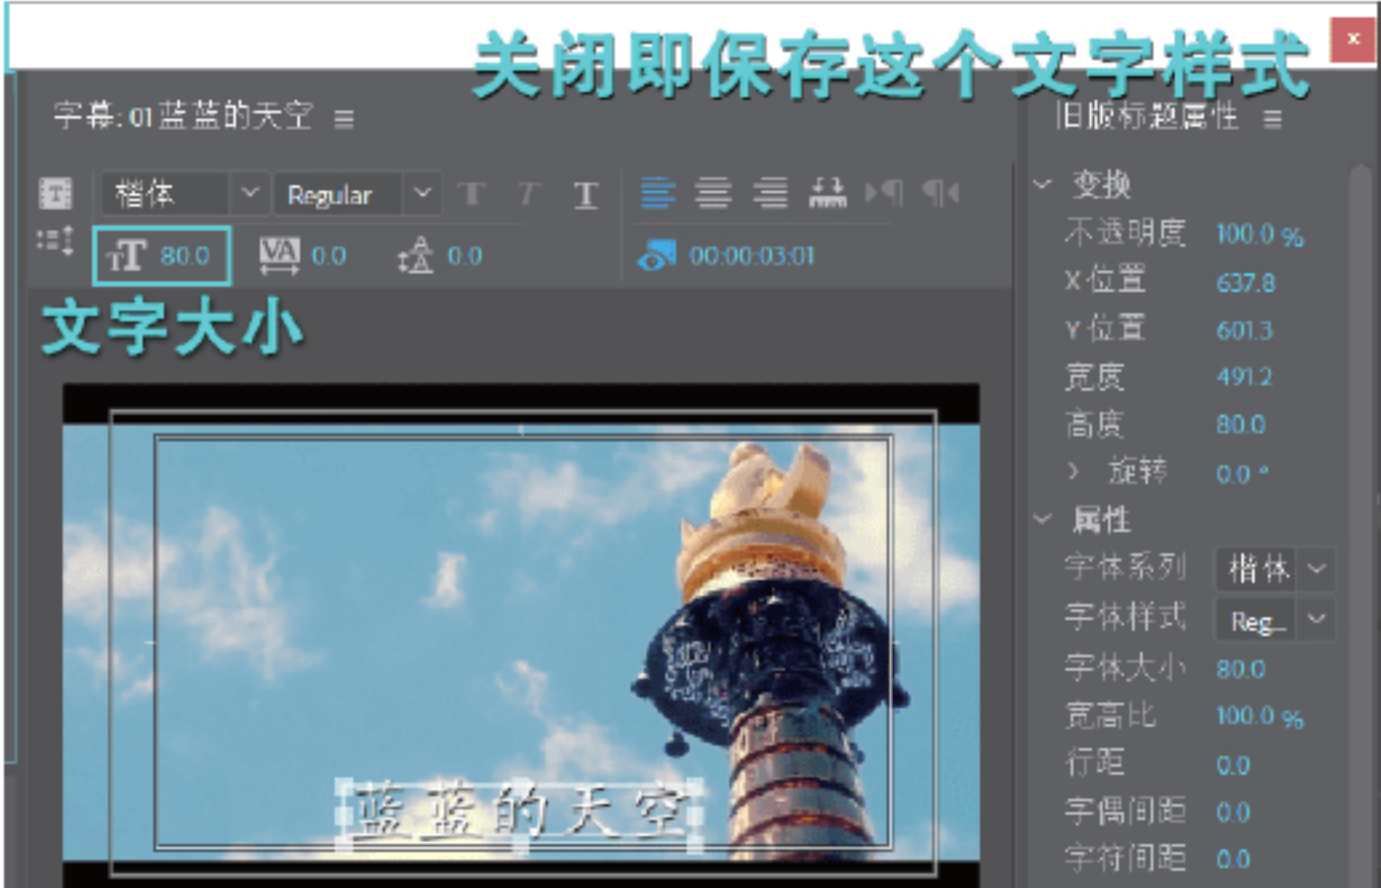 关闭即保存这个文字样式
x
字幕: 01蓝蓝的天空
旧版标题属性
楷体
Regular
80.0
0.0
0.0
00:00:03:01
文字大小
变换
不透明度 100.0 %
X 位置 637.8
Y 位置 601.3
宽度 491.2
高度 80.0
旋转 0.0 °
属性
字体系列 楷体
字体样式 Reg...
字体大小 80.0
宽高比 100.0 %
行距 0.0
字偶间距 0.0
字符间距 0.0
蓝蓝的天空